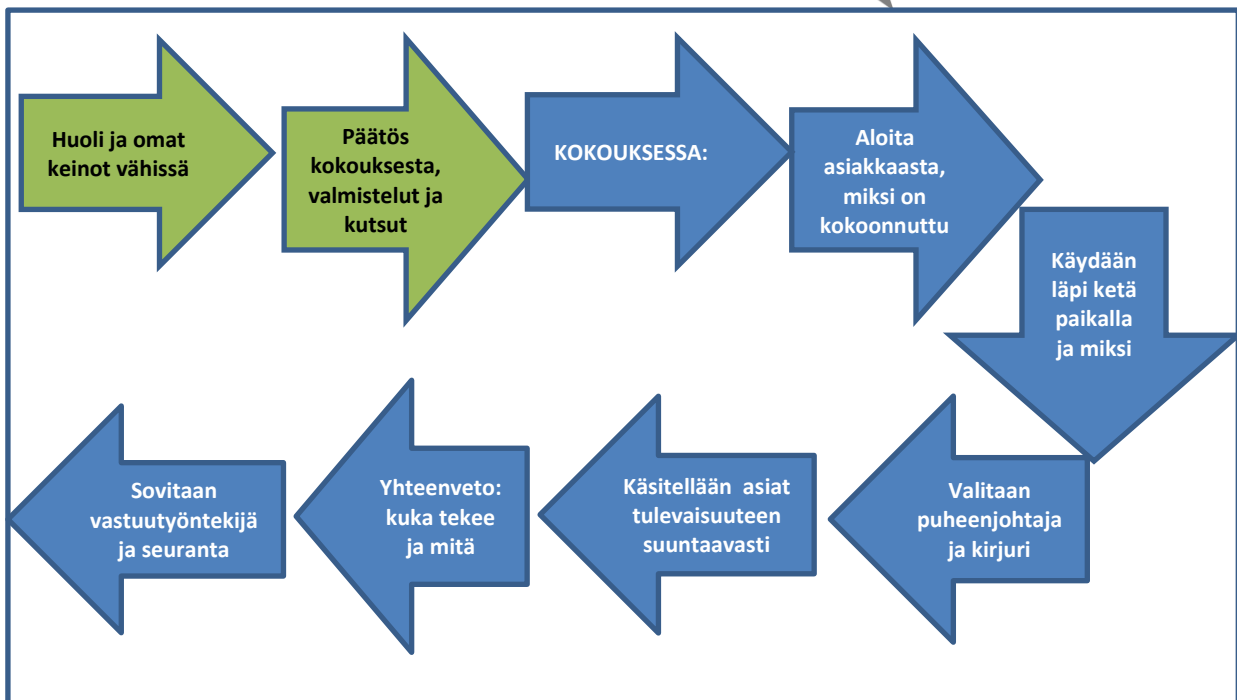 Huoli ja omat
keinot vähissä
Päätös
kokouksesta,
valmistelut ja
kutsut
KOKOUKSESSA:
Aloita
asiakkaasta,
miksi on
kokoonnuttu
Käydään
läpi ketä
paikalla
ja miksi
Valitaan
puheenjohtaja
ja kirjuri
Käsitellään asiat
tulevaisuuteen
suuntaavasti
Yhteenveto:
kuka tekee
ja mitä
Sovitaan
vastuutyöntekijä
ja seuranta